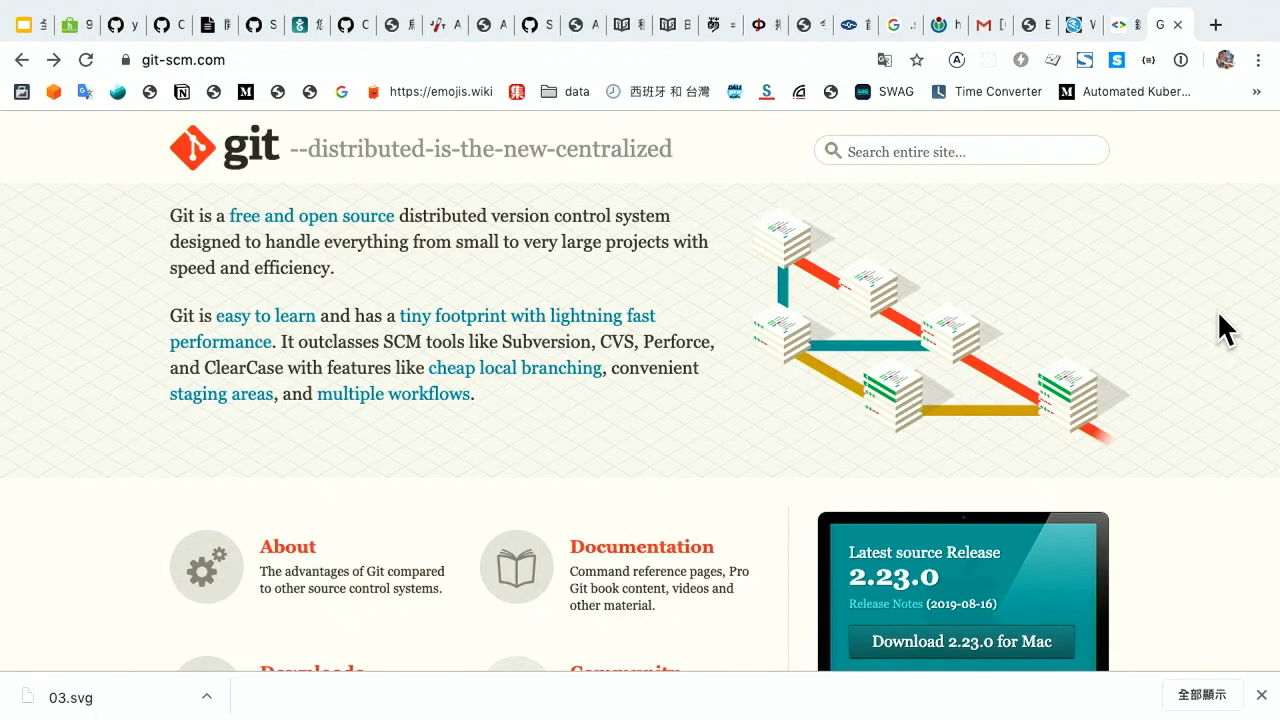 git-scm.com
https://emojis.wiki
data
西班牙 和 台灣
SWAG
Time Converter
Automated Kuber...
»
git --distributed-is-the-new-centralized
Search entire site...
Git is a free and open source distributed version control system
designed to handle everything from small to very large projects with
speed and efficiency.
Git is easy to learn and has a tiny footprint with lightning fast
performance. It outclasses SCM tools like Subversion, CVS, Perforce,
and ClearCase with features like cheap local branching, convenient
staging areas, and multiple workflows.
About
The advantages of Git compared
to other source control systems.
Documentation
Command reference pages, Pro
Git book content, videos and
other material.
Latest source Release
2.23.0
Release Notes (2019-08-16)
Download 2.23.0 for Mac
Downloads
Community
03.svg
全部顯示